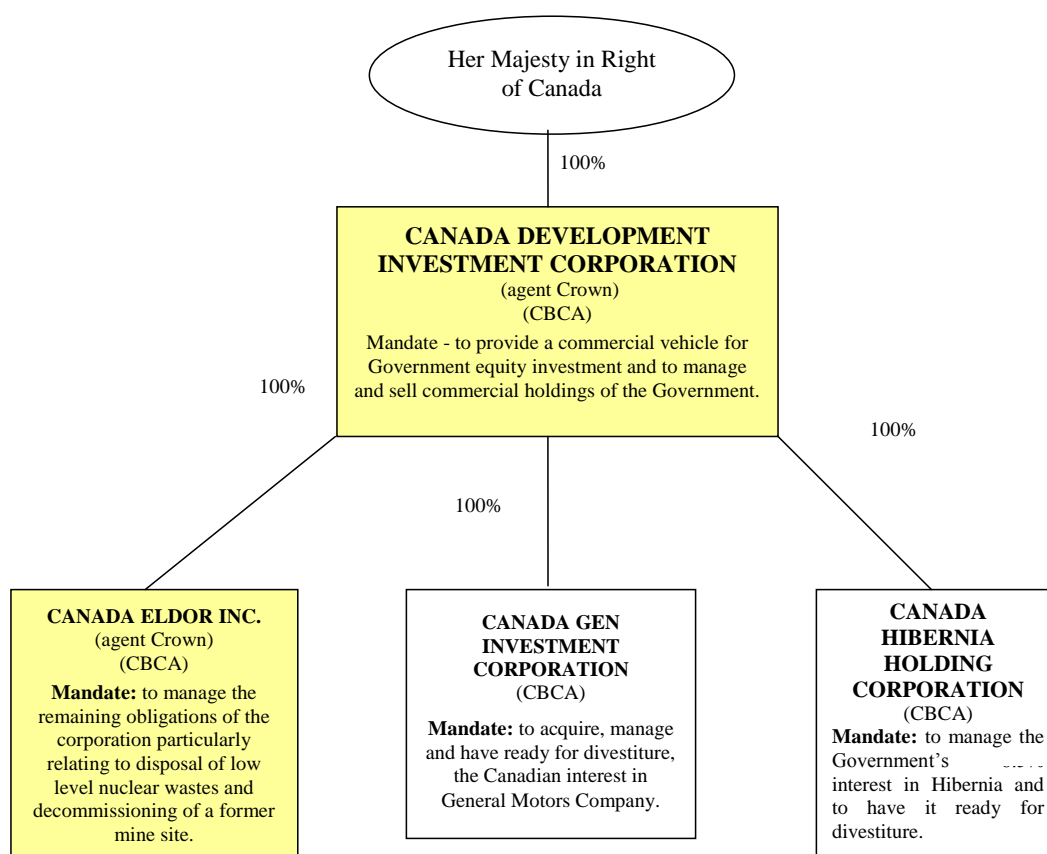 Her Majesty in Right
of Canada
100%
CANADA DEVELOPMENT
INVESTMENT CORPORATION
(agent Crown)
(CBCA)
Mandate - to provide a commercial vehicle for
Government equity investment and to manage
and sell commercial holdings of the Government.
100%
100%
100%
CANADA ELDOR INC.
(agent Crown)
(CBCA)
Mandate: to manage the
remaining obligations of the
corporation particularly
relating to disposal of low
level nuclear wastes and
decommissioning of a former
mine site.
CANADA GEN
INVESTMENT
CORPORATION
(CBCA)
Mandate: to acquire, manage
and have ready for divestiture,
the Canadian interest in
General Motors Company.
CANADA
HIBERNIA
HOLDING
CORPORATION
(CBCA)
Mandate: to manage the
Government's
interest in Hibernia and
to have it ready for
divestiture.